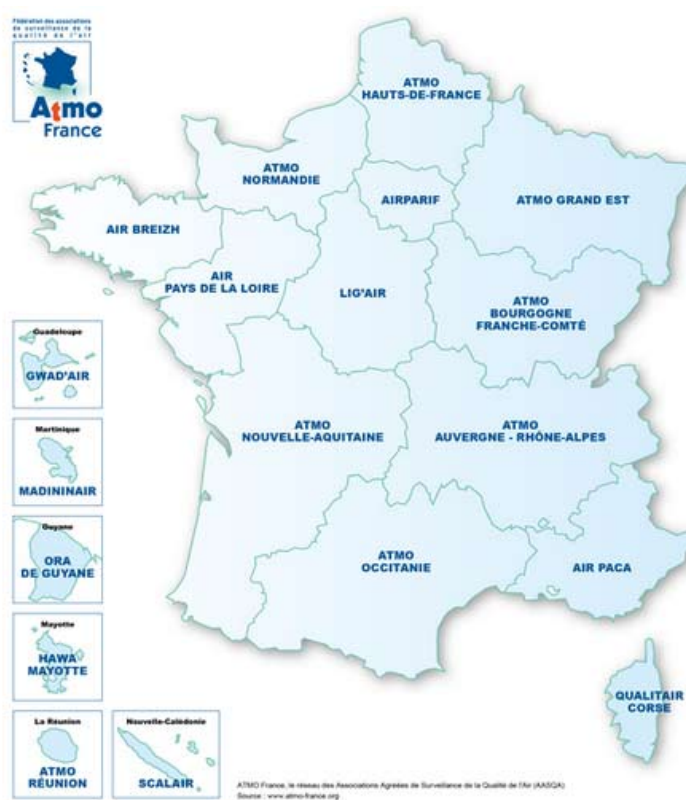 Fédération des associations
de surveillance de la
qualité de l'air
Atmo
France
ATMO
HAUTS-DE-FRANCE
ATMO
NORMANDIE
AIRPARIF
ATMO GRAND EST
AIR BREIZH
AIR
PAYS DE LA LOIRE
LIG'AIR
ATMO
BOURGOGNE
FRANCHE-COMTÉ
Guadeloupe
GWAD'AIR
ATMO
NOUVELLE-AQUITAINE
ATMO
AUVERGNE - RHÔNE-ALPES
Martinique
MADININAIR
Guyane
ORA
DE GUYANE
ATMO
OCCITANIE
AIR PACA
Mayotte
HAWA
MAYOTTE
QUALITAIR
CORSE
La Réunion
ATMO
RÉUNION
Nouvelle-Calédonie
SCALAIR
ATMO France, le réseau des Associations Agréées de Surveillance de la Qualité de l'Air (AASQA)
Source : www.atmo-france.org